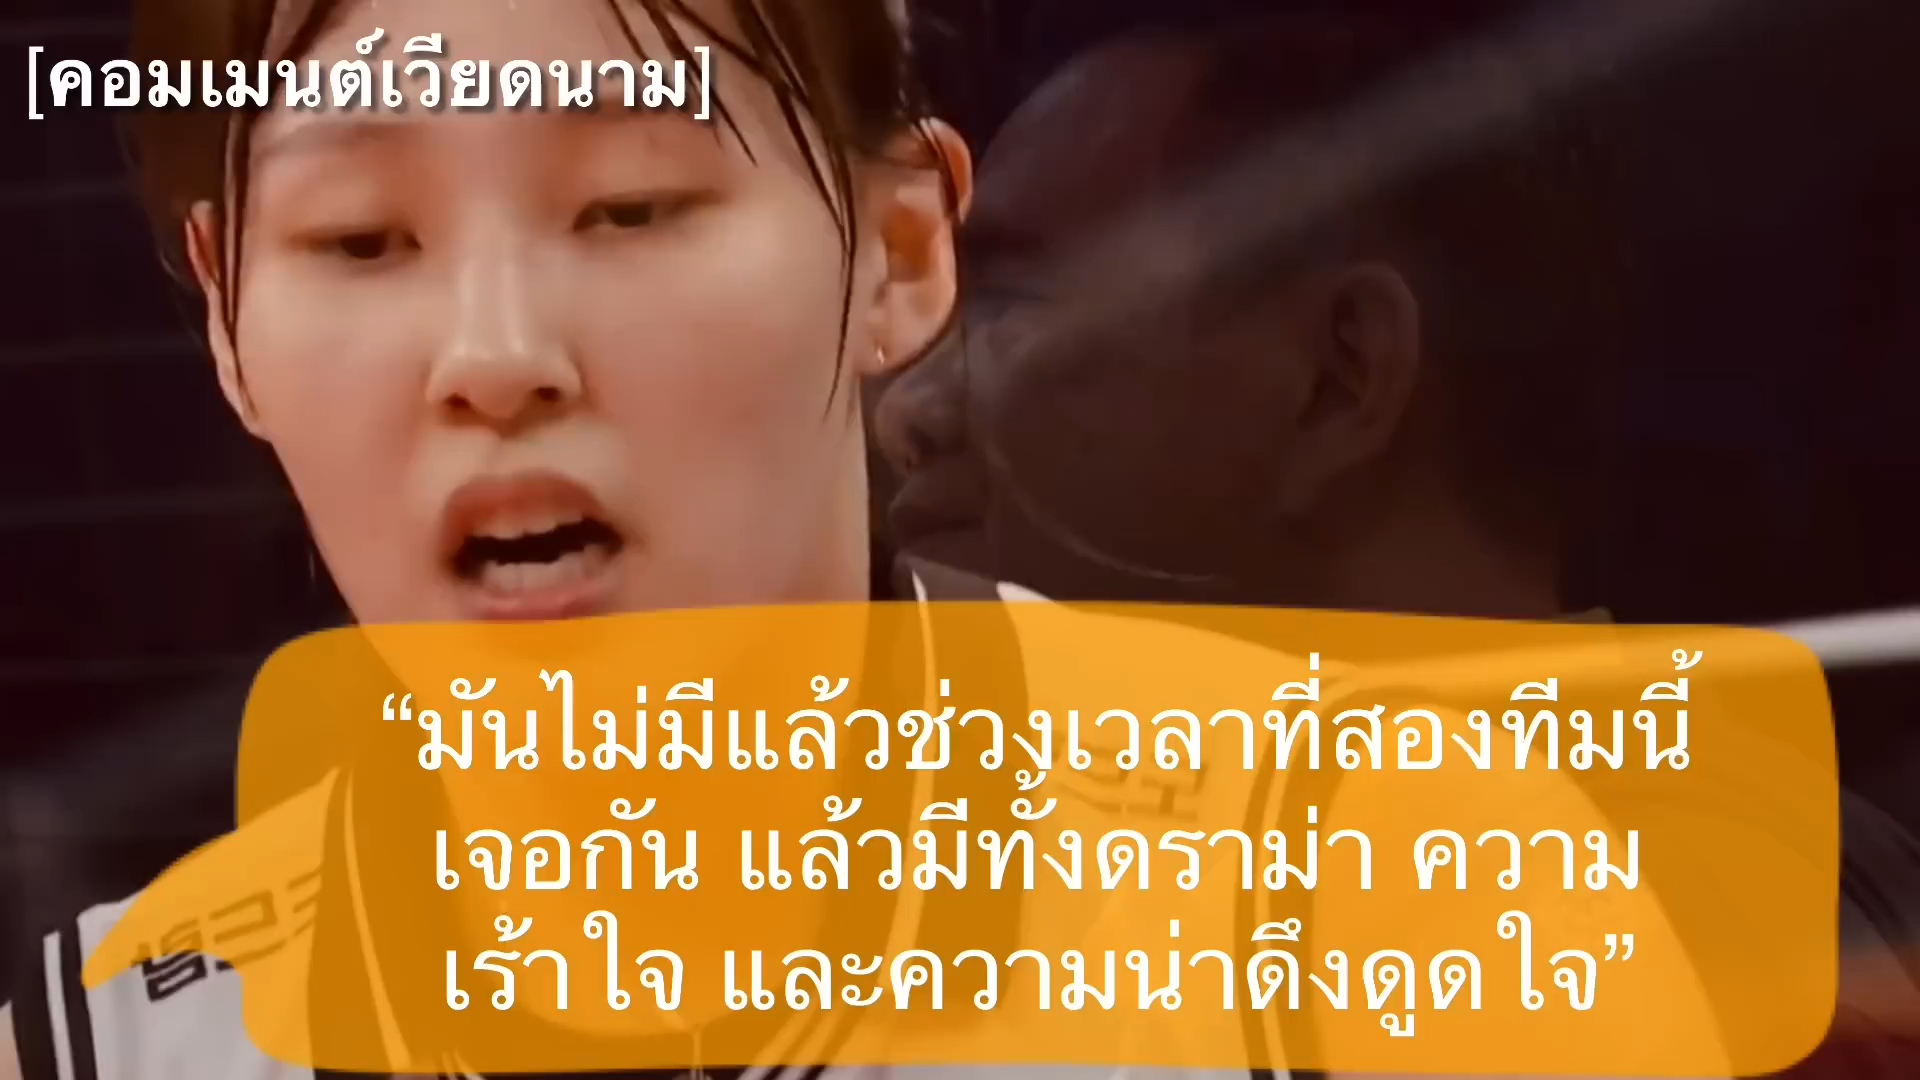 [คอมเมนต์เวียดนาม]
“มันไม่มีแล้วช่วงเวลาที่สองทีมนี้
เจอกัน แล้วมีทั้งดราม่า ความ
เร้าใจ และความน่าดึงดูดใจ”